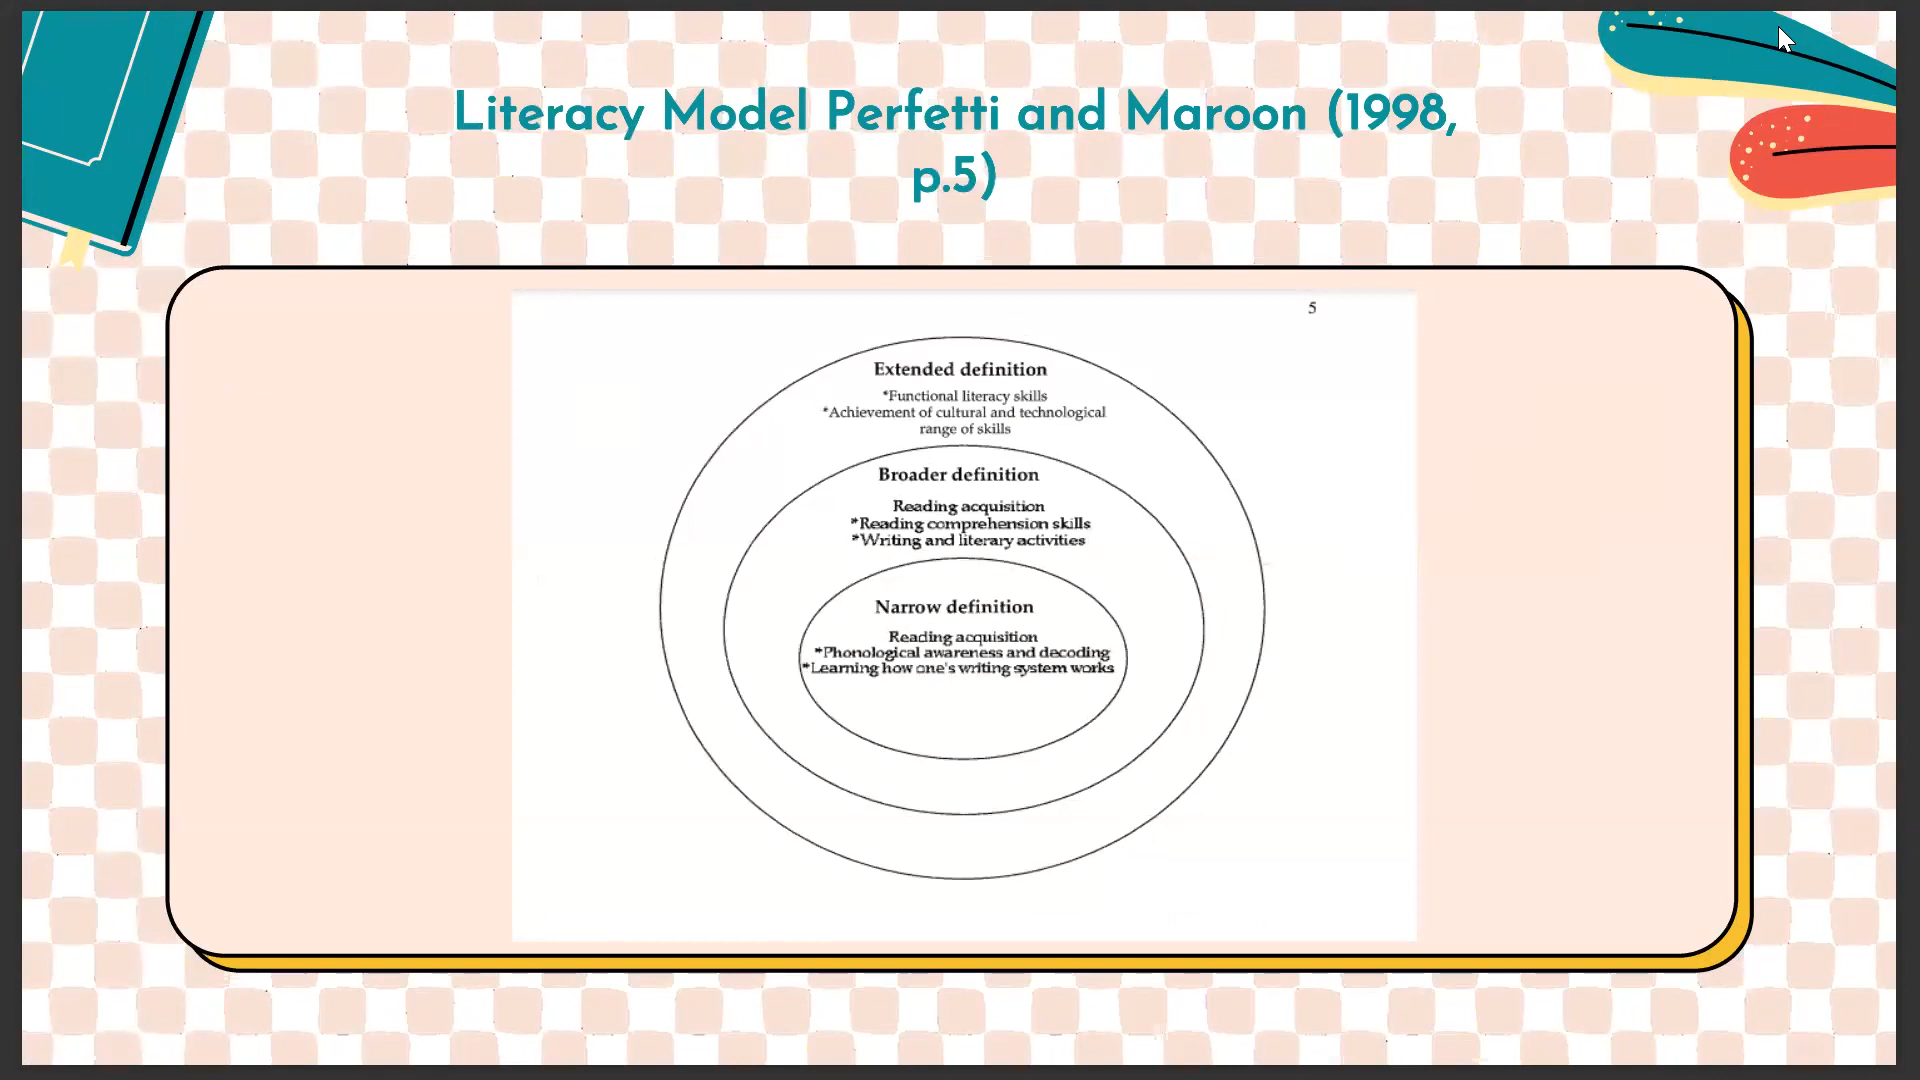 Literacy Model Perfetti and Maroon (1998,
p.5)
5
Extended definition
*Functional literacy skills
*Achievement of cultural and technological
range of skills
Broader definition
Reading acquisition
*Reading comprehension skills
*Writing and literary activities
Narrow definition
Reading acquisition
*Phonological awareness and decoding
*Learning how one's writing system works